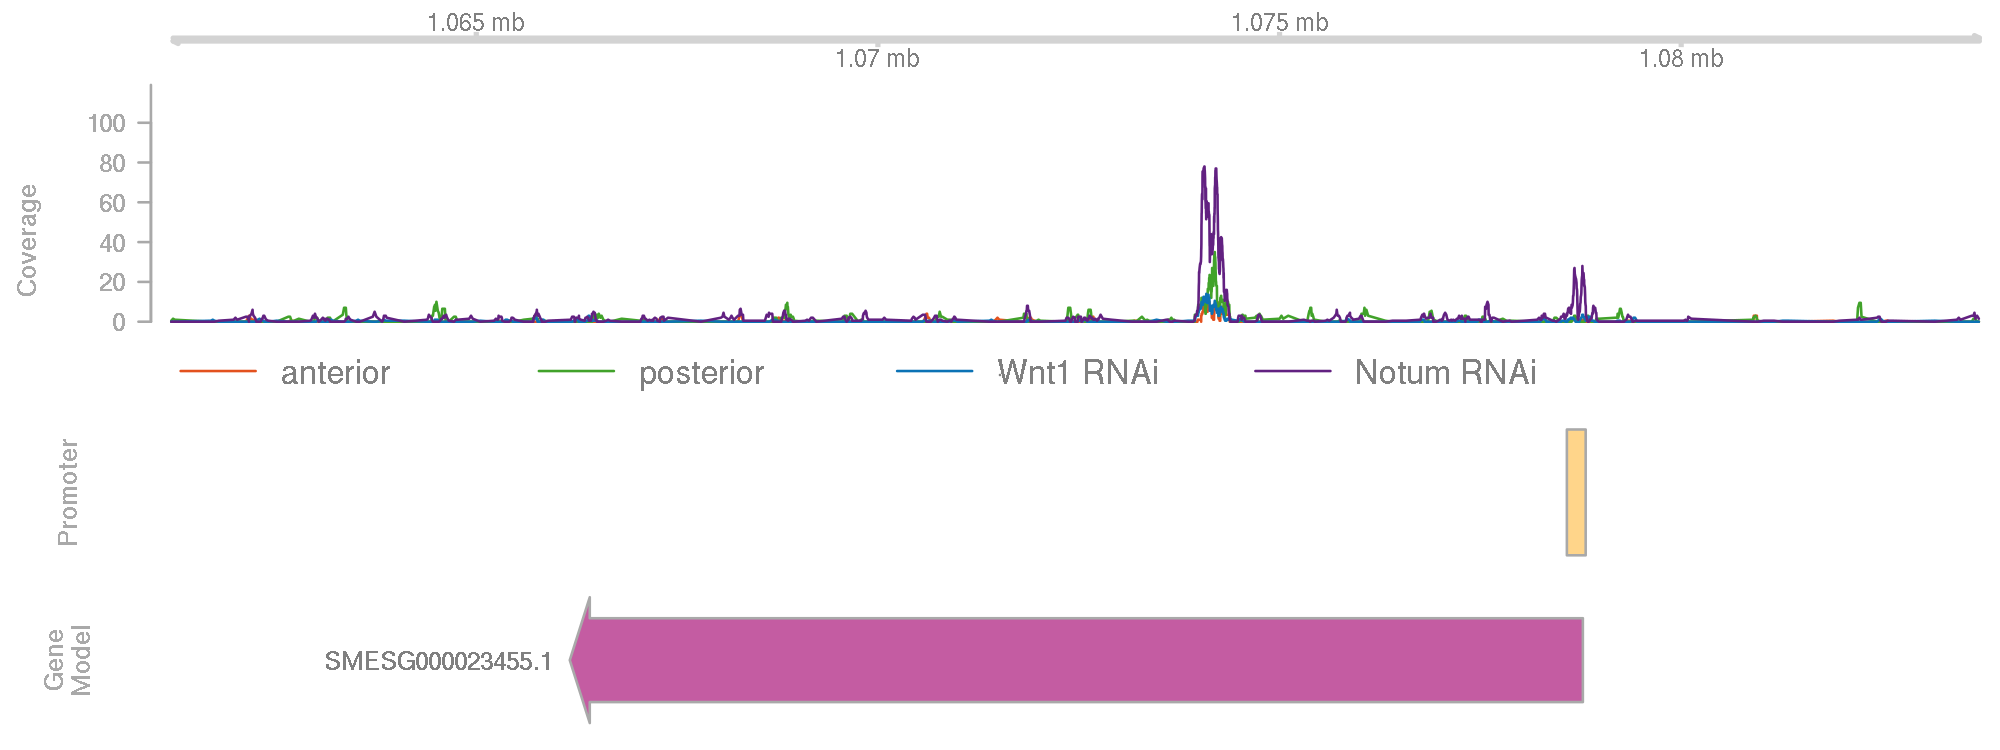 1.065 mb
1.075 mb
1.07 mb
1.08 mb
Coverage
100
80
60
40
20
0
anterior
posterior
Wnt1 RNAi
Notum RNAi
Promoter
Gene
Model
SMESG000023455.1